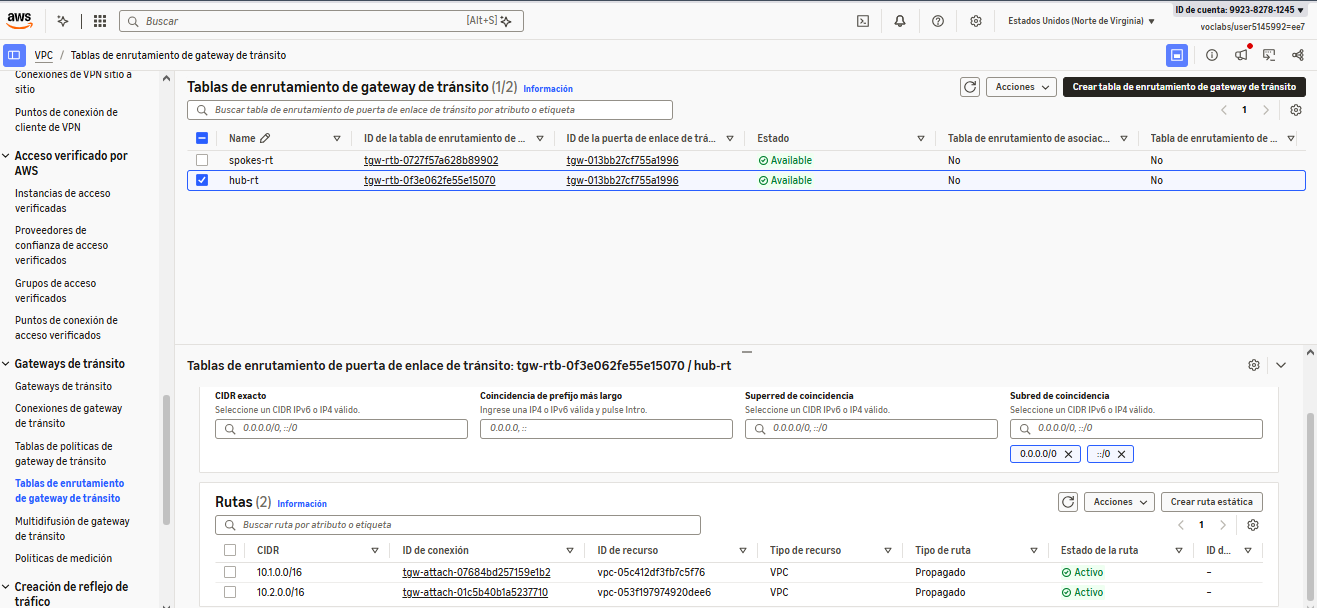 aws
Buscar
[Alt+S]
Estados Unidos (Norte de Virginia) ▼
ID de cuenta: 9923-8278-1245 ▼
voclabs/user5145992=ee7
VPC / Tablas de enrutamiento de gateway de tránsito
Conexiones de VPN sitio a
sitio
Puntos de conexión de
cliente de VPN
Acceso verificado por
AWS
Instancias de acceso
verificadas
Proveedores de
confianza de acceso
verificados
Grupos de acceso
verificados
Puntos de conexión de
acceso verificados
Gateways de tránsito
Gateways de tránsito
Conexiones de gateway
de tránsito
Tablas de políticas de
gateway de tránsito
Tablas de enrutamiento
de gateway de tránsito
Multidifusión de gateway
de tránsito
Políticas de medición
Creación de reflejo de
tráfico
Tablas de enrutamiento de gateway de tránsito (1/2) Información
Acciones
Crear tabla de enrutamiento de gateway de tránsito
Buscar tabla de enrutamiento de puerta de enlace de tránsito por atributo o etiqueta
1
Name ID de la tabla de enrutamiento de ... ID de la puerta de enlace de trá... Estado Tabla de enrutamiento de asociac... Tabla de enrutamiento de ...
spokes-rt tgw-rtb-0727f57a628b89902 tgw-013bb27cf755a1996 Available No No
hub-rt tgw-rtb-0f3e062fe55e15070 tgw-013bb27cf755a1996 Available No No
Tablas de enrutamiento de puerta de enlace de tránsito: tgw-rtb-0f3e062fe55e15070 / hub-rt
CIDR exacto Coincidencia de prefijo más largo Superred de coincidencia Subred de coincidencia
Seleccione un CIDR IPv6 o IP4 válido. Ingrese una IP4 o IPv6 válida y pulse Intro. Seleccione un CIDR IPv6 o IP4 válido. Seleccione un CIDR IPv6 o IP4 válido.
0.0.0.0/0, ::/0 0.0.0.0, :: 0.0.0.0/0, ::/0 0.0.0.0/0, ::/0
0.0.0.0/0 ::/0
Rutas (2) Información
Acciones
Crear ruta estática
Buscar ruta por atributo o etiqueta
1
CIDR ID de conexión ID de recurso Tipo de recurso Tipo de ruta Estado de la ruta ID d...
10.1.0.0/16 tgw-attach-07684bd257159e1b2 vpc-05c412df3fb7c5f76 VPC Propagado Activo –
10.2.0.0/16 tgw-attach-01c5b40b1a5237710 vpc-053f197974920dee6 VPC Propagado Activo –